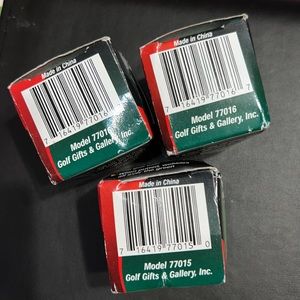 Made in China
7 16419 77016 7
Model 77016
Golf Gifts & Gallery, Inc.
Made in China
7 16419 77016 7
Model 77016
Golf Gifts & Gallery, Inc.
Made in China
7 16419 77015 0
Model 77015
Golf Gifts & Gallery, Inc.